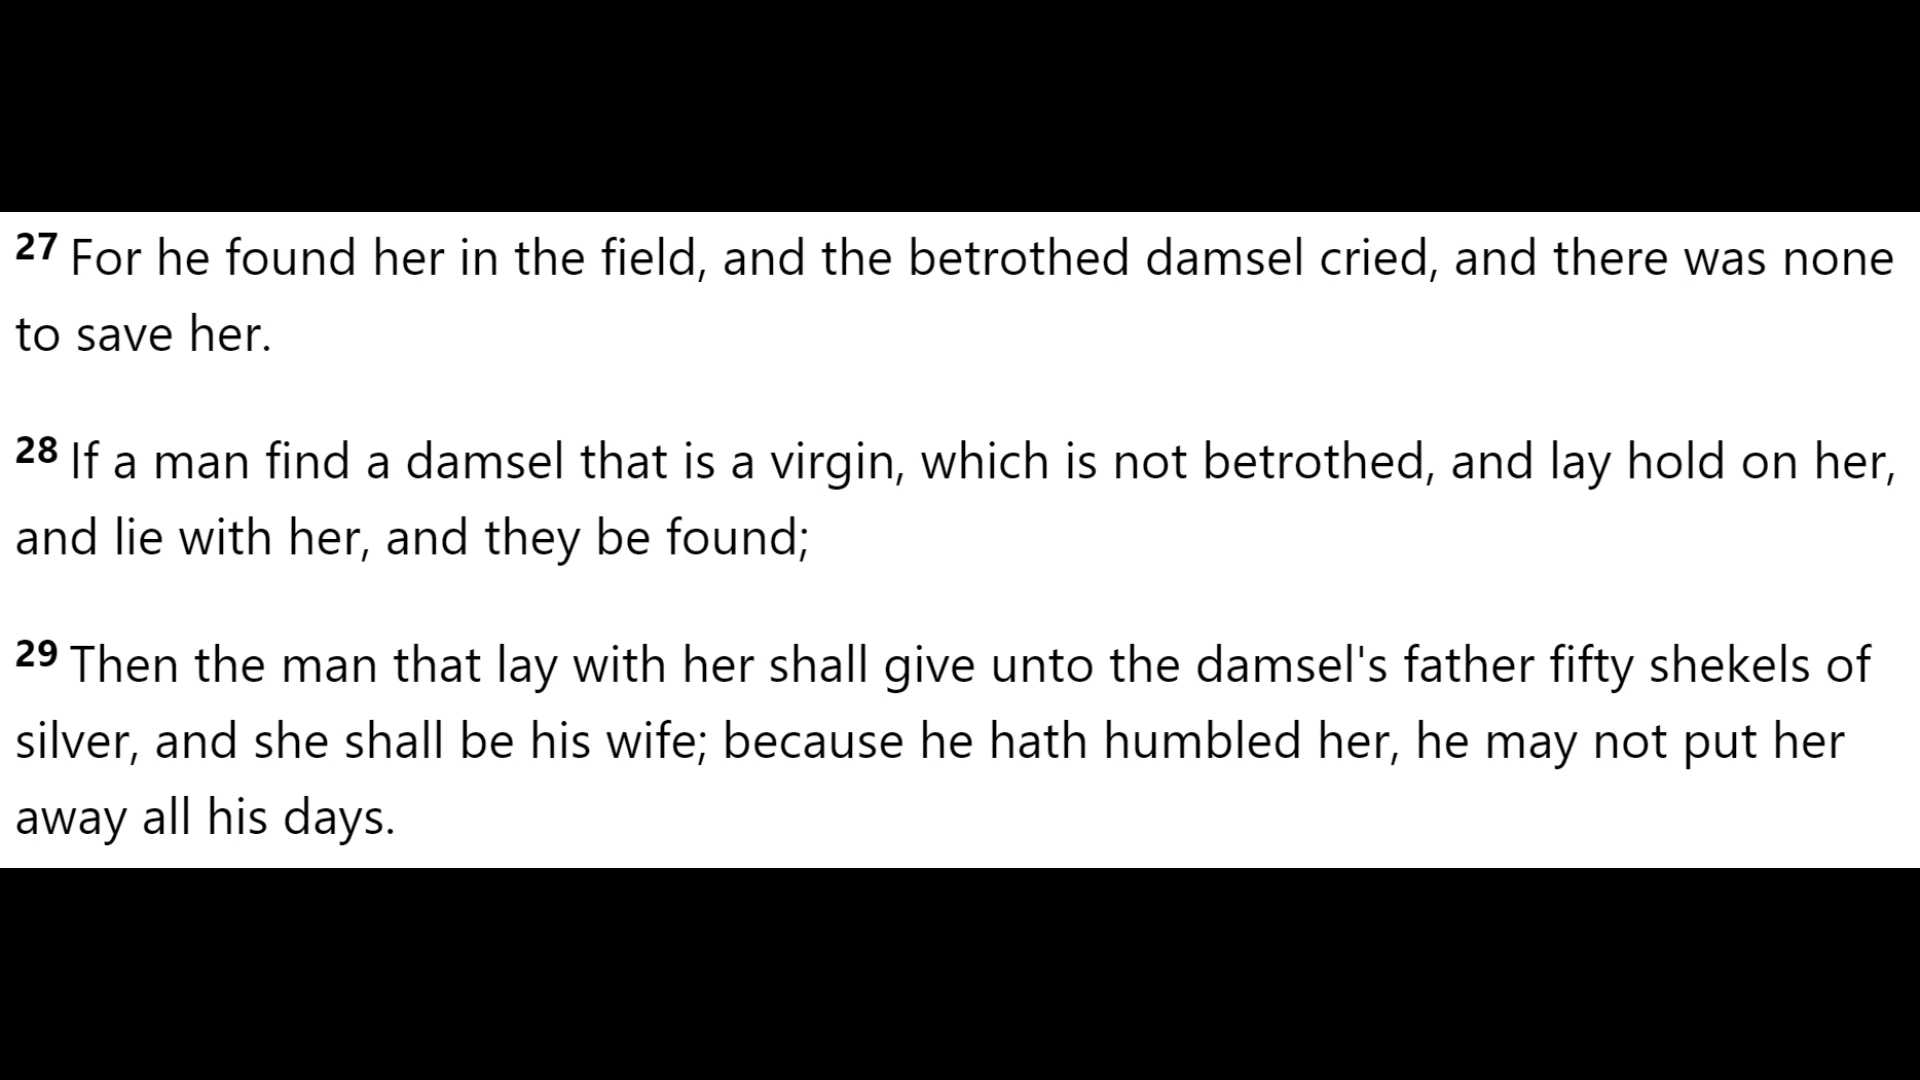 27 For he found her in the field, and the betrothed damsel cried, and there was none
to save her.
28 If a man find a damsel that is a virgin, which is not betrothed, and lay hold on her,
and lie with her, and they be found;
29 Then the man that lay with her shall give unto the damsel's father fifty shekels of
silver, and she shall be his wife; because he hath humbled her, he may not put her
away all his days.